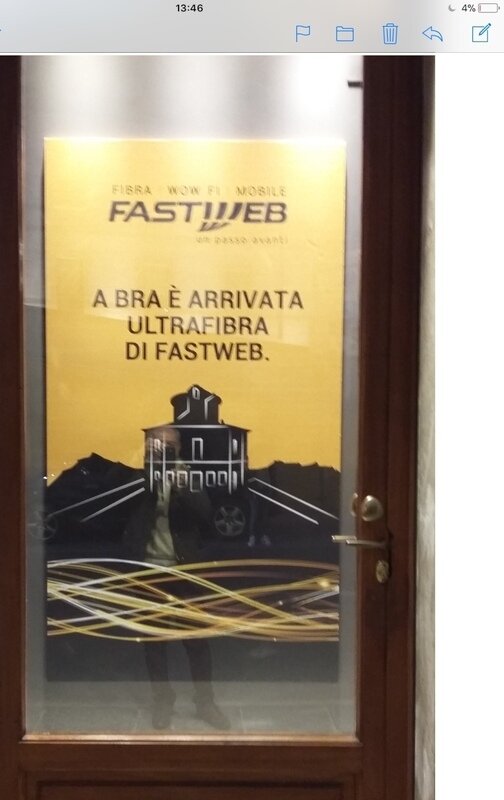 13:46
4%
FIBRA WOW FI MOBILE
FASTWEB
un passo avanti
A BRA È ARRIVATA
ULTRAFIBRA
DI FASTWEB.